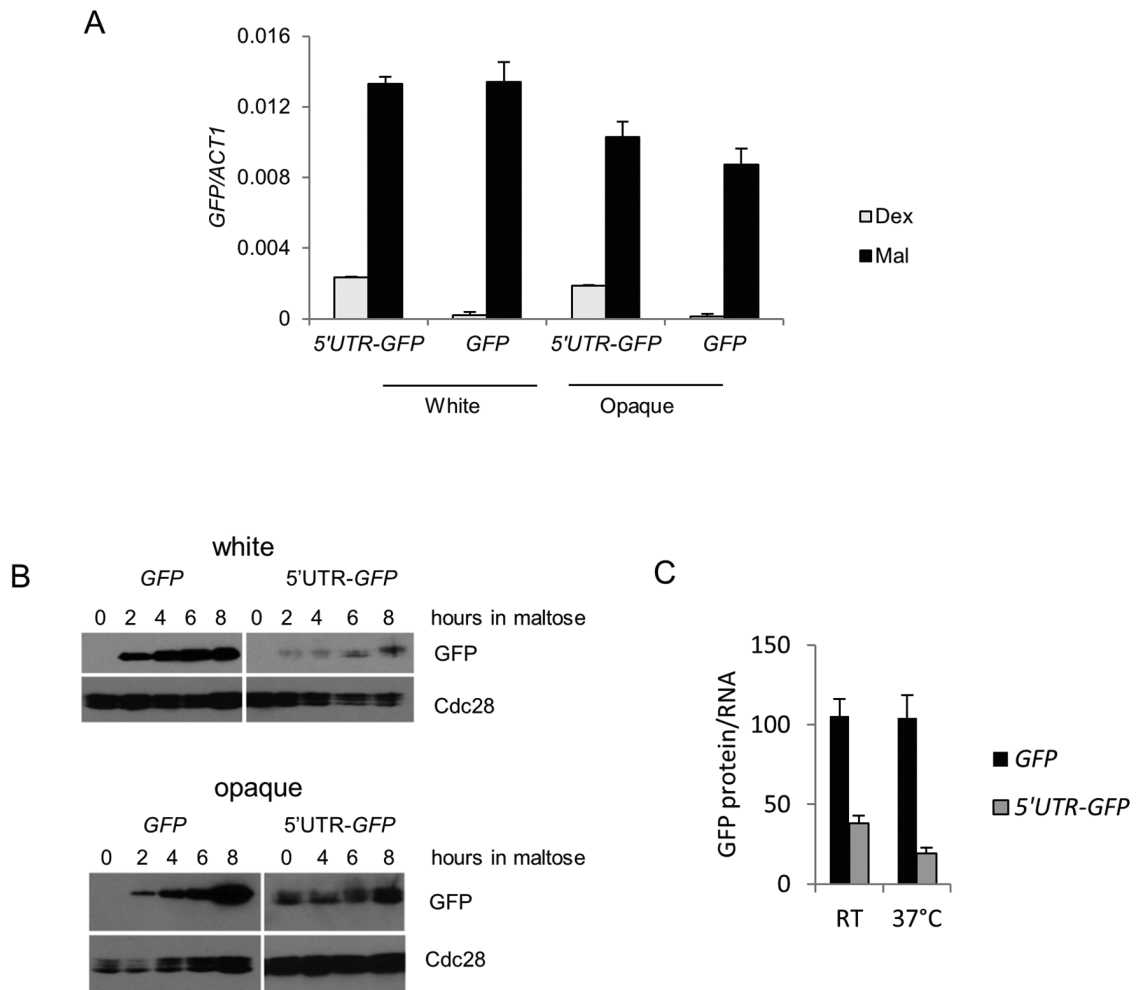 A
0.016
0.012
0.008
0.004
0
GFP/ACT1
Dex
Mal
5'UTR-GFP GFP 5'UTR-GFP GFP
White Opaque
B
white
GFP 5'UTR-GFP
0 2 4 6 8 0 2 4 6 8 hours in maltose
GFP
Cdc28
opaque
GFP 5'UTR-GFP
0 2 4 6 8 0 4 6 8 hours in maltose
GFP
Cdc28
C
150
100
50
0
GFP protein/RNA
GFP
5'UTR-GFP
RT 37°C